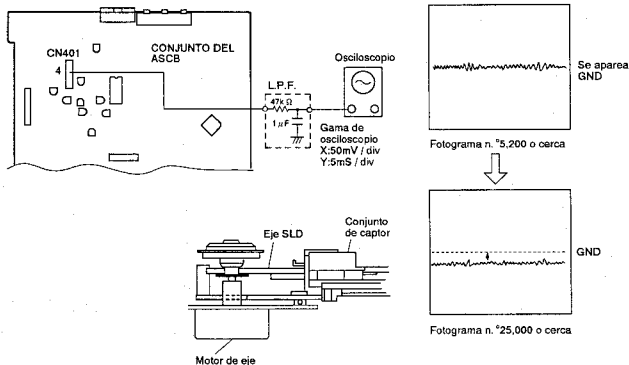 CN401
4
CONJUNTO DEL
ASCB
L.P.F.
47k Ω
1 μF
Osciloscopio
Gama de
osciloscopio
X:50mV / div
Y:5mS / div
Se aparea
GND
Fotograma n. °5,200 o cerca
GND
Fotograma n. °25,000 o cerca
Eje SLD
Conjunto
de captor
Motor de eje